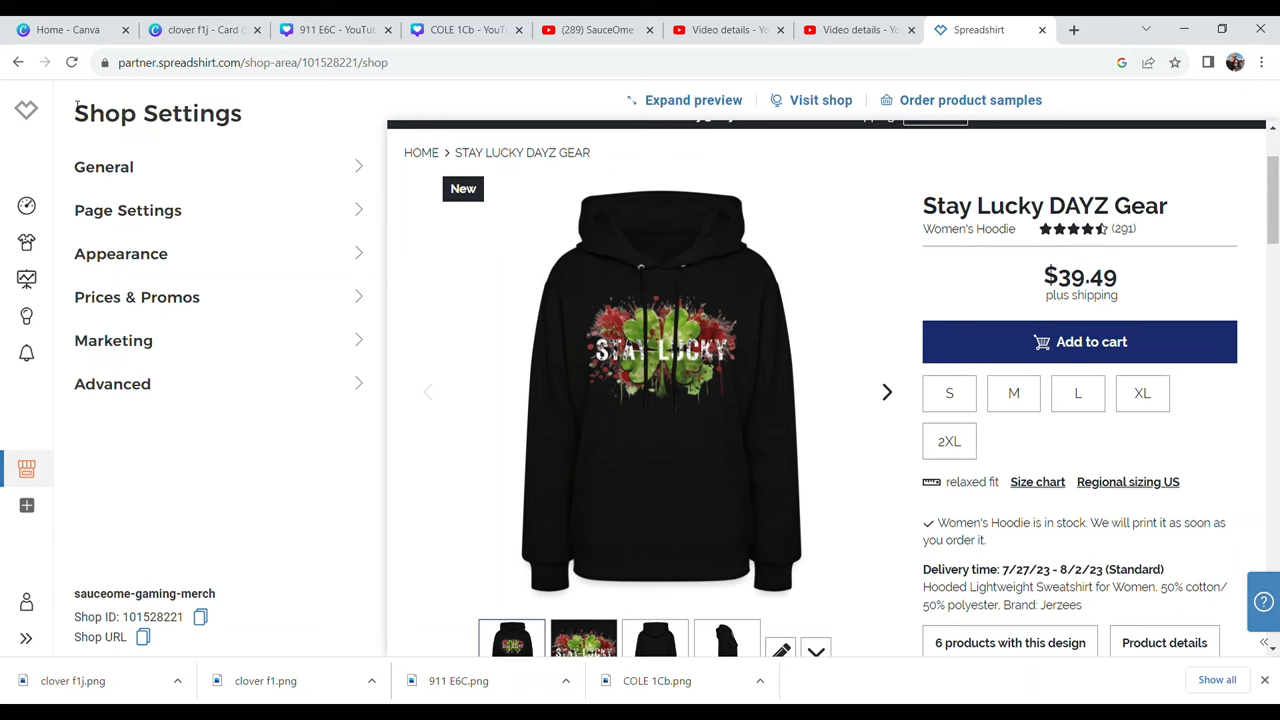 Home - Canva
clover f1j - Card (
911 E6C - YouTub
COLE 1Cb - YouT
(289) SauceOme
Video details - Yo
Video details - Yo
Spreadshirt
partner.spreadshirt.com/shop-area/101528221/shop
Shop Settings
Expand preview
Visit shop
Order product samples
General
Page Settings
Appearance
Prices & Promos
Marketing
Advanced
HOME > STAY LUCKY DAYZ GEAR
New
STAY LUCKY
Stay Lucky DAYZ Gear
Women's Hoodie
(291)
$39.49
plus shipping
Add to cart
S
M
L
XL
2XL
relaxed fit
Size chart
Regional sizing US
Women's Hoodie is in stock. We will print it as soon as
you order it.
Delivery time: 7/27/23 - 8/2/23 (Standard)
Hooded Lightweight Sweatshirt for Women, 50% cotton/
50% polyester, Brand: Jerzees
6 products with this design
Product details
sauceome-gaming-merch
Shop ID: 101528221
Shop URL
clover f1j.png
clover f1.png
911 E6C.png
COLE 1Cb.png
Show all